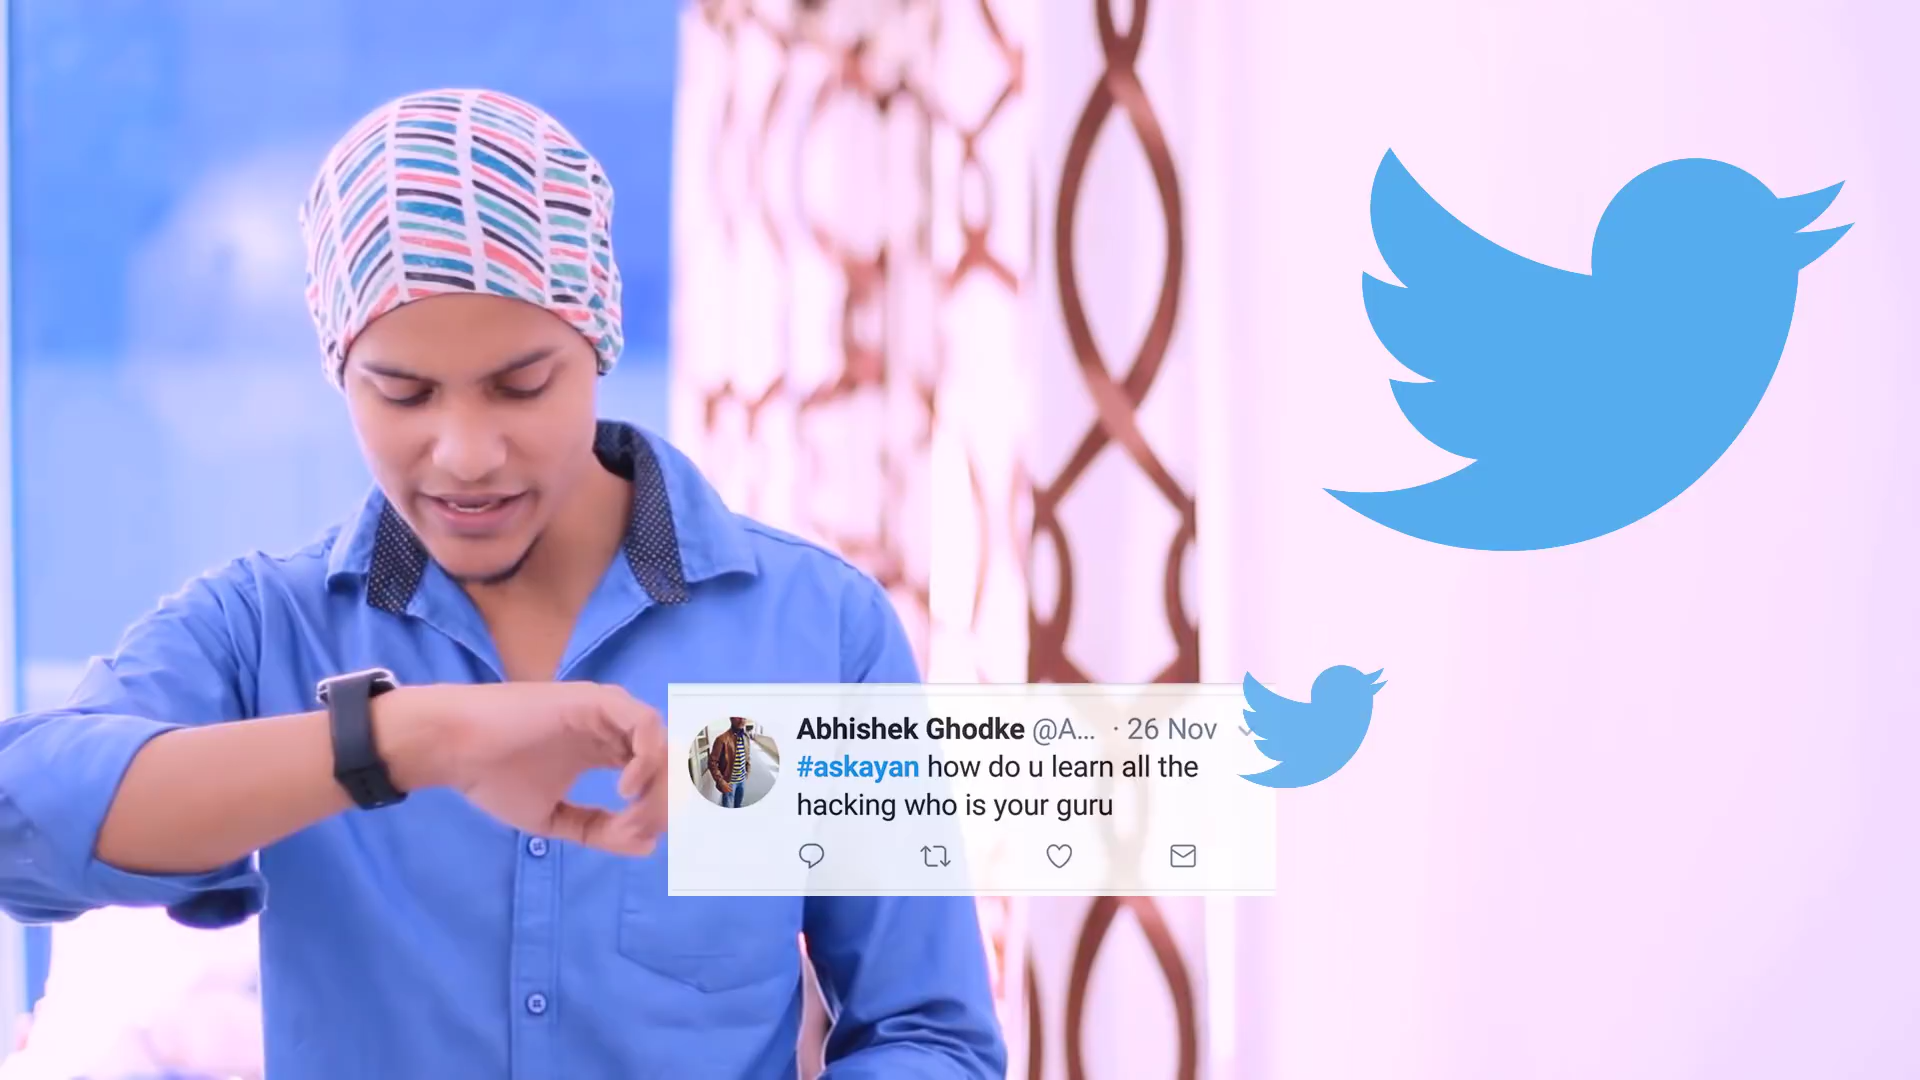 Abhishek Ghodke @A... · 26 Nov
#askayan how do u learn all the
hacking who is your guru